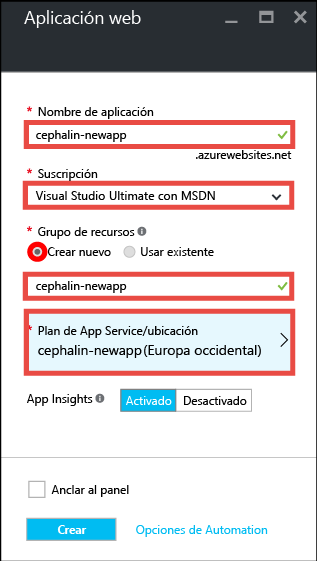 Aplicación web
* Nombre de aplicación
cephalin-newapp
.azurewebsites.net
* Suscripción
Visual Studio Ultimate con MSDN
* Grupo de recursos
Crear nuevo Usar existente
cephalin-newapp
* Plan de App Service/ubicación
cephalin-newapp(Europa occidental)
App Insights Activado Desactivado
Anclar al panel
Crear Opciones de Automation